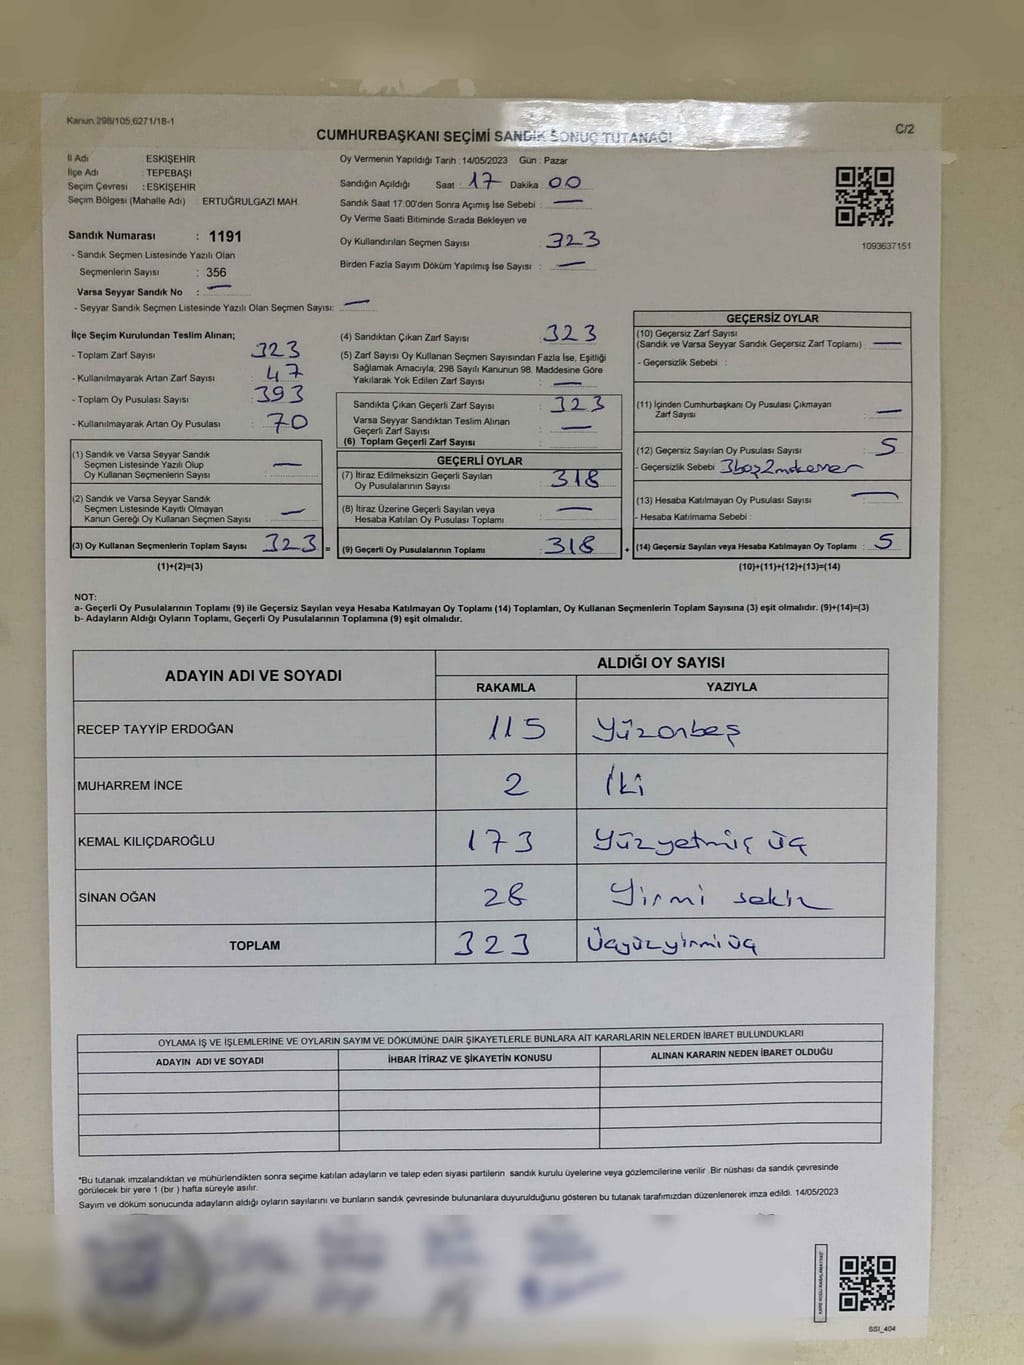 Kanun 298/105,6271/18-1
CUMHURBAŞKANI SEÇİMİ SANDIK SONUÇ TUTANAĞI
C/2
İl Adı ESKİŞEHİR
İlçe Adı : TEPEBAŞI
Seçim Çevresi : ESKİŞEHİR
Seçim Bölgesi (Mahalle Adı) : ERTUĞRULGAZİ MAH.
Sandık Numarası : 1191
- Sandık Seçmen Listesinde Yazılı Olan
Seçmenlerin Sayısı : 356
Varsa Seyyar Sandık No : —
- Seyyar Sandık Seçmen Listesinde Yazılı Olan Seçmen Sayısı: —
Oy Vermenin Yapıldığı Tarih : 14/05/2023 Gün : Pazar
Sandığın Açıldığı Saat : 17 Dakika : 00
Sandık Saat 17:00'den Sonra Açımış İse Sebebi : —
Oy Verme Saati Bitiminde Sırada Bekleyen ve
Oy Kullandırılan Seçmen Sayısı : 323
Birden Fazla Sayım Döküm Yapılmış İse Sayısı : —
1093637151
İlçe Seçim Kurulundan Teslim Alınan;
- Toplam Zarf Sayısı : 323
- Kullanılmayarak Artan Zarf Sayısı : 47
- Toplam Oy Pusulası Sayısı : 393
- Kullanılmayarak Artan Oy Pusulası : 70
(1) Sandık ve Varsa Seyyar Sandık
Seçmen Listesinde Yazılı Olup
Oy Kullanan Seçmenlerin Sayısı : —
(2) Sandık ve Varsa Seyyar Sandık
Seçmen Listesinde Kayıtlı Olmayan
Kanun Gereği Oy Kullanan Seçmen Sayısı : —
(3) Oy Kullanan Seçmenlerin Toplam Sayısı : 323 =
(1)+(2)=(3)
(4) Sandıktan Çıkan Zarf Sayısı : 323
(5) Zarf Sayısı Oy Kullanan Seçmen Sayısından Fazla İse, Eşitliği
Sağlamak Amacıyla; 298 Sayılı Kanunun 98. Maddesine Göre
Yakılarak Yok Edilen Zarf Sayısı : —
Sandıkta Çıkan Geçerli Zarf Sayısı : 323
Varsa Seyyar Sandıktan Teslim Alınan
Geçerli Zarf Sayısı : —
(6) Toplam Geçerli Zarf Sayısı :
GEÇERLİ OYLAR
(7) İtiraz Edilmeksizin Geçerli Sayılan
Oy Pusulalarının Sayısı : 318
(8) İtiraz Üzerine Geçerli Sayılan veya
Hesaba Katılan Oy Pusulası Toplamı : —
(9) Geçerli Oy Pusulalarının Toplamı : 318 +
GEÇERSİZ OYLAR
(10) Geçersiz Zarf Sayısı
(Sandık ve Varsa Seyyar Sandık Geçersiz Zarf Toplamı) : —
- Geçersizlik Sebebi :
(11) İçinden Cumhurbaşkanı Oy Pusulası Çıkmayan
Zarf Sayısı : —
(12) Geçersiz Sayılan Oy Pusulası Sayısı : 5
- Geçersizlik Sebebi 3boş2mükerrer
(13) Hesaba Katılmayan Oy Pusulası Sayısı : —
- Hesaba Katılmama Sebebi :
(14) Geçersiz Sayılan veya Hesaba Katılmayan Oy Toplamı : 5
(10)+(11)+(12)+(13)=(14)
NOT:
a- Geçerli Oy Pusulalarının Toplamı (9) ile Geçersiz Sayılan veya Hesaba Katılmayan Oy Toplamı (14) Toplamları, Oy Kullanan Seçmenlerin Toplam Sayısına (3) eşit olmalıdır. (9)+(14)=(3)
b- Adayların Aldığı Oyların Toplamı, Geçerli Oy Pusulalarının Toplamına (9) eşit olmalıdır.
ADAYIN ADI VE SOYADI ALDIĞI OY SAYISI
RAKAMLA YAZIYLA
RECEP TAYYİP ERDOĞAN 115 Yüzonbeş
MUHARREM İNCE 2 İki
KEMAL KILIÇDAROĞLU 173 Yüzyetmiş üç
SİNAN OĞAN 28 Yirmi sekiz
TOPLAM 323 Üçyüzyirmiüç
OYLAMA İŞ VE İŞLEMLERİNE VE OYLARIN SAYIM VE DÖKÜMÜNE DAİR ŞİKAYETLERLE BUNLARA AİT KARARLARIN NELERDEN İBARET BULUNDUKLARI
ADAYIN ADI VE SOYADI İHBAR İTİRAZ VE ŞİKAYETİN KONUSU ALINAN KARARIN NEDEN İBARET OLDUĞU
*Bu tutanak imzalandıktan ve mühürlendikten sonra seçime katılan adayların ve talep eden siyasi partilerin sandık kurulu üyelerine veya gözlemcilerine verilir. Bir nüshası da sandık çevresinde
görülecek bir yere 1 (bir) hafta süreyle asılır.
Sayım ve döküm sonucunda adayların aldığı oyların sayılarını ve bunların sandık çevresinde bulunanlara duyurulduğunu gösteren bu tutanak tarafımızdan düzenlenerek imza edildi. 14/05/2023
SSI_404